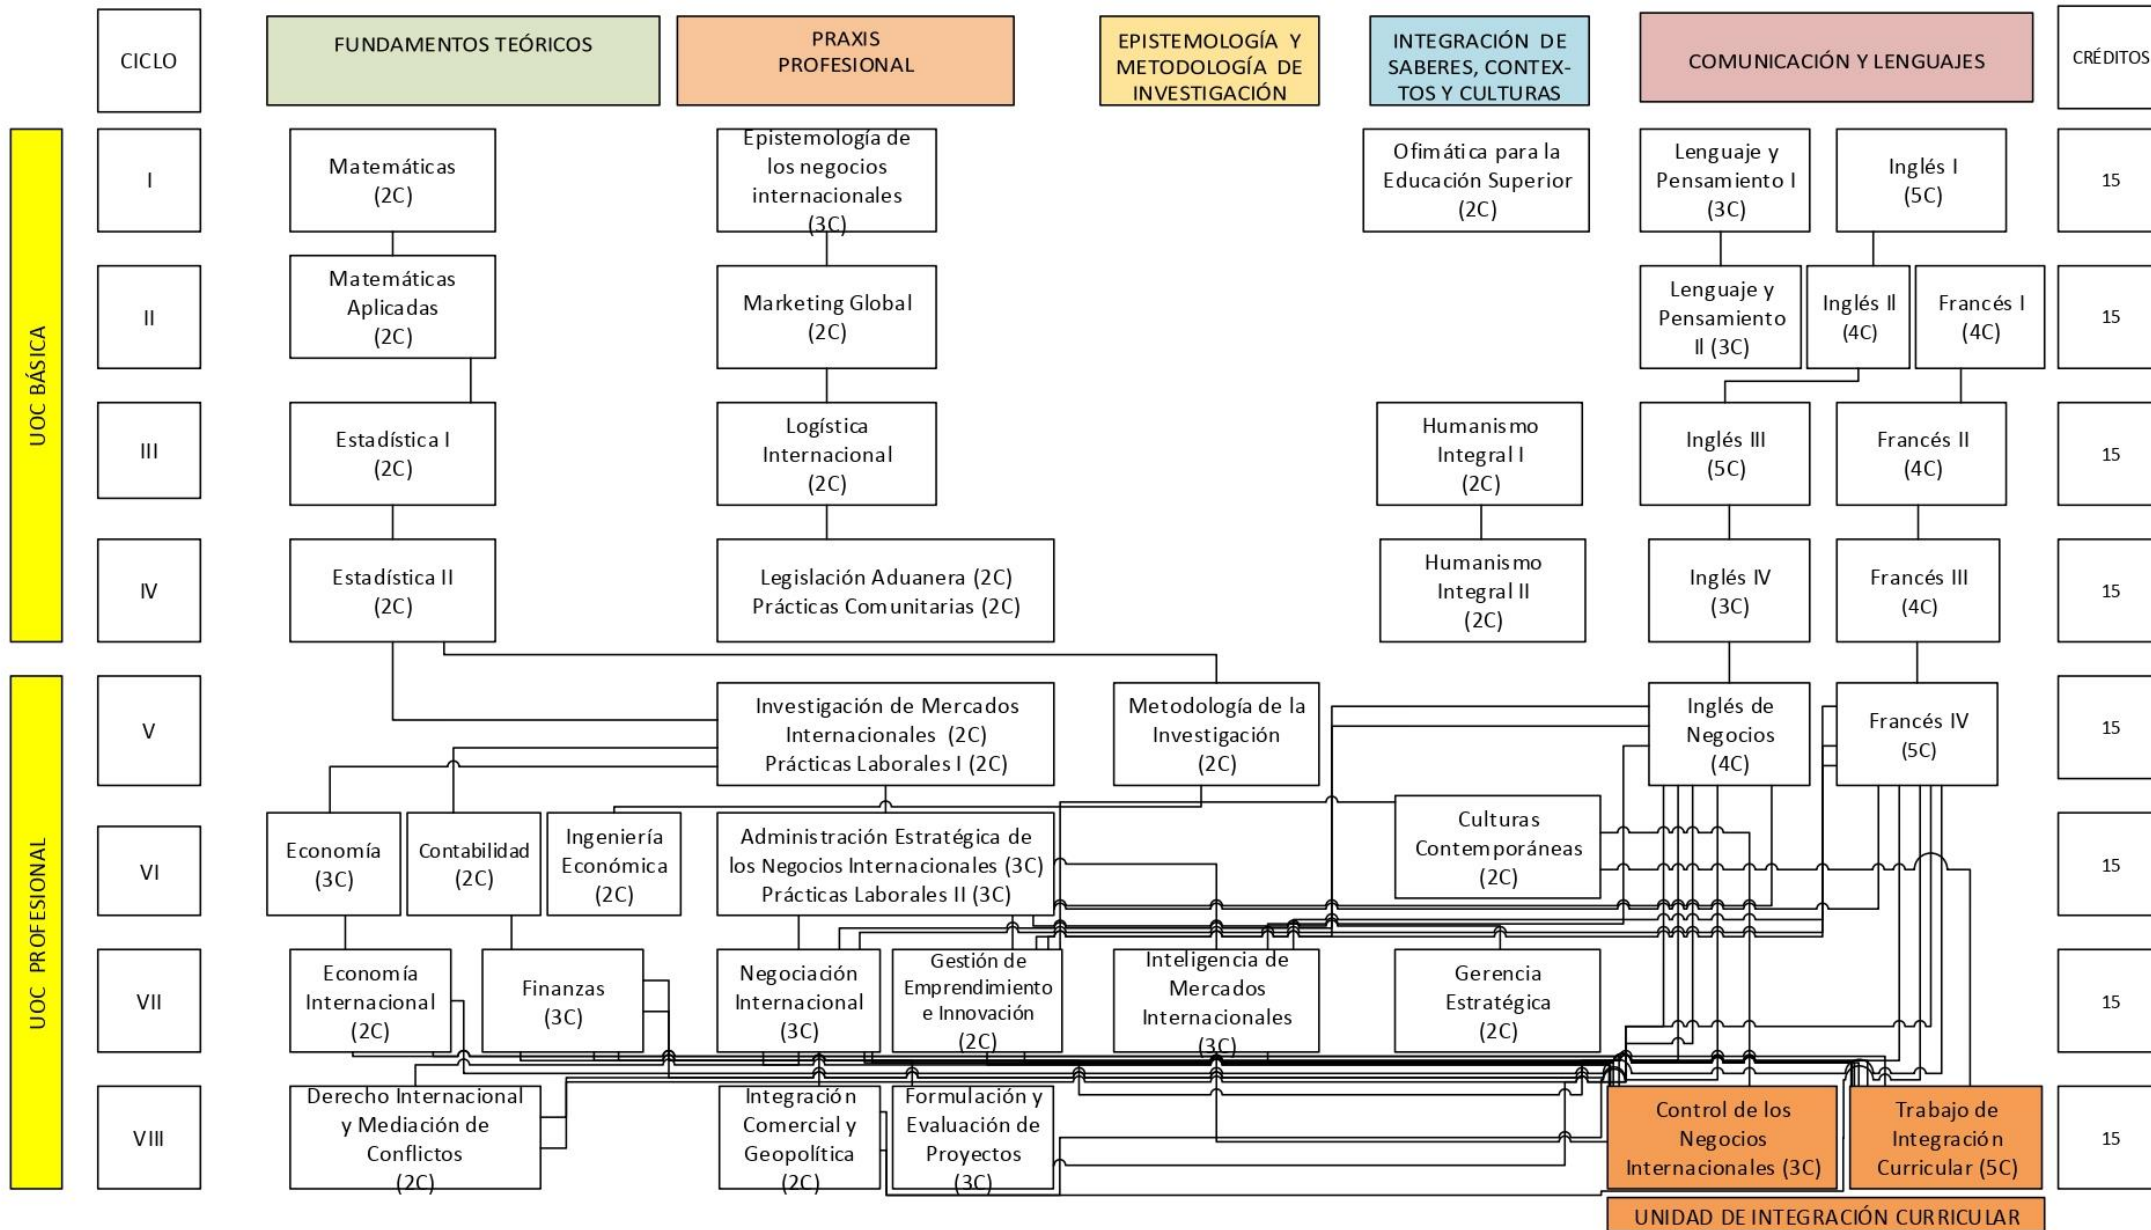 CICLO
FUNDAMENTOS TEÓRICOS
PRAXIS
PROFESIONAL
EPISTEMOLOGÍA Y
METODOLOGÍA DE
INVESTIGACIÓN
INTEGRACIÓN DE
SABERES, CONTEX-
TOS Y CULTURAS
COMUNICACIÓN Y LENGUAJES
CRÉDITOS
UOC BÁSICA
I
Matemáticas
(2C)
Epistemología de
los negocios
internacionales
(3C)
Ofimática para la
Educación Superior
(2C)
Lenguaje y
Pensamiento I
(3C)
Inglés I
(5C)
15
II
Matemáticas
Aplicadas
(2C)
Marketing Global
(2C)
Lenguaje y
Pensamiento
II (3C)
Inglés II
(4C)
Francés I
(4C)
15
III
Estadística I
(2C)
Logística
Internacional
(2C)
Humanismo
Integral I
(2C)
Inglés III
(5C)
Francés II
(4C)
15
IV
Estadística II
(2C)
Legislación Aduanera (2C)
Prácticas Comunitarias (2C)
Humanismo
Integral II
(2C)
Inglés IV
(3C)
Francés III
(4C)
15
UOC PROFESIONAL
V
Investigación de Mercados
Internacionales (2C)
Prácticas Laborales I (2C)
Metodología de la
Investigación
(2C)
Inglés de
Negocios
(4C)
Francés IV
(5C)
15
VI
Economía
(3C)
Contabilidad
(2C)
Ingeniería
Económica
(2C)
Administración Estratégica de
los Negocios Internacionales (3C)
Prácticas Laborales II (3C)
Culturas
Contemporáneas
(2C)
15
VII
Economía
Internacional
(2C)
Finanzas
(3C)
Negociación
Internacional
(3C)
Gestión de
Emprendimiento
e Innovación
(2C)
Inteligencia de
Mercados
Internacionales
(3C)
Gerencia
Estratégica
(2C)
15
VIII
Derecho Internacional
y Mediación de
Conflictos
(2C)
Integración
Comercial y
Geopolítica
(2C)
Formulación y
Evaluación de
Proyectos
(3C)
Control de los
Negocios
Internacionales (3C)
Trabajo de
Integración
Curricular (5C)
15
UNIDAD DE INTEGRACIÓN CURRICULAR